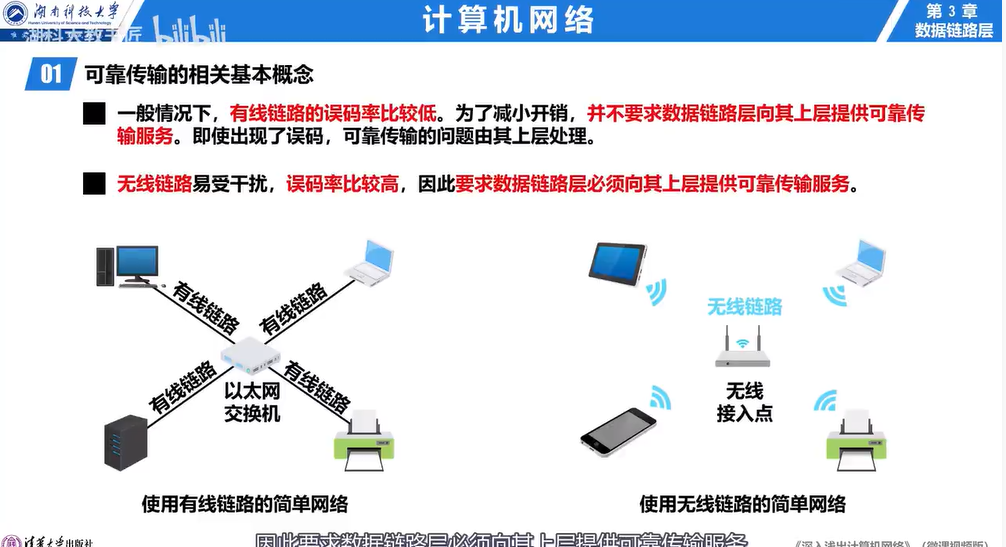 湖南科技大学
Hunan University of Science and Technology
湖科大教书匠 bilibili
计算机网络
第 3 章
数据链路层
01 可靠传输的相关基本概念
一般情况下，有线链路的误码率比较低。为了减小开销，并不要求数据链路层向其上层提供可靠传
输服务。即使出现了误码，可靠传输的问题由其上层处理。
无线链路易受干扰，误码率比较高，因此要求数据链路层必须向其上层提供可靠传输服务。
有线链路
有线链路
无线链路
有线链路
有线链路
以太网
交换机
无线
接入点
使用有线链路的简单网络
使用无线链路的简单网络
清华大学出版社
因此要求数据链路层必须向其上层提供可靠传输服务
《深入浅出计算机网络》（微课视频版）